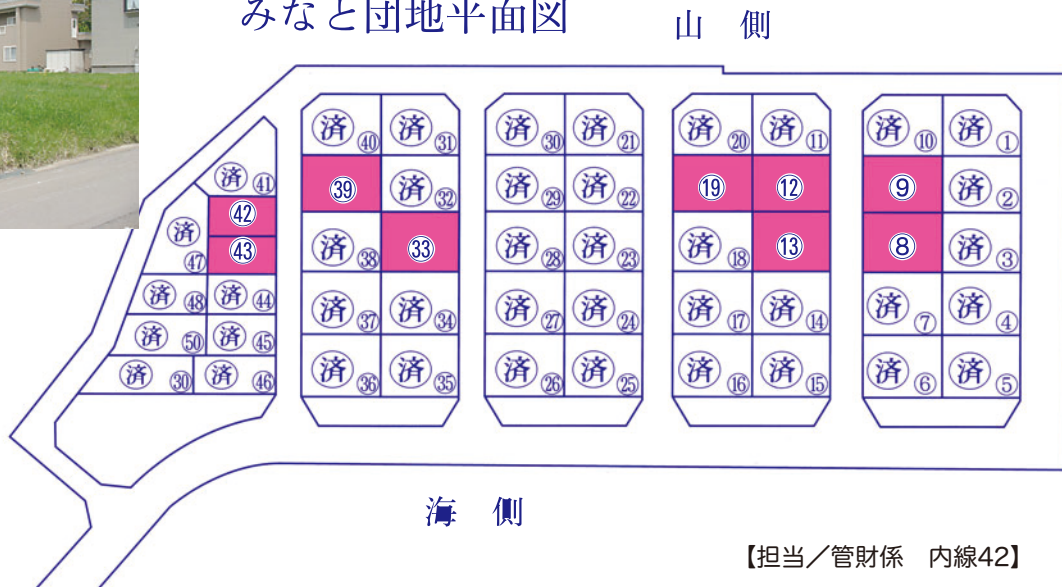 みなと団地平面図
山側
済40 済31 済30 済21 済20 済11 済10 済①
済41 39 済32 済29 済22 19 12 9 済②
42
済47 43 済38 33 済28 済23 済18 13 8 済③
済48 済44 済37 済34 済27 済24 済17 済14 済⑦ 済④
済50 済45
済30 済46 済36 済35 済26 済25 済16 済15 済⑥ 済⑤
海側
【担当／管財係　内線42】